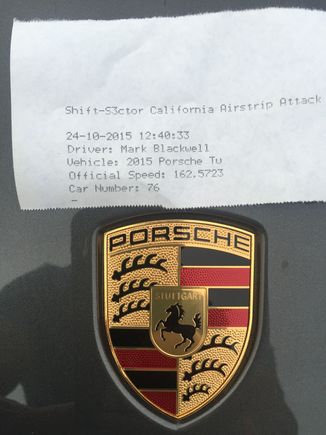 Shift-S3ctor California Airstrip Attack
24-10-2015 12:40:33
Driver: Mark Blackwell
Vehicle: 2015 Porsche Tu
Official Speed: 162.5723
Car Number: 76
PORSCHE
STUTTGART